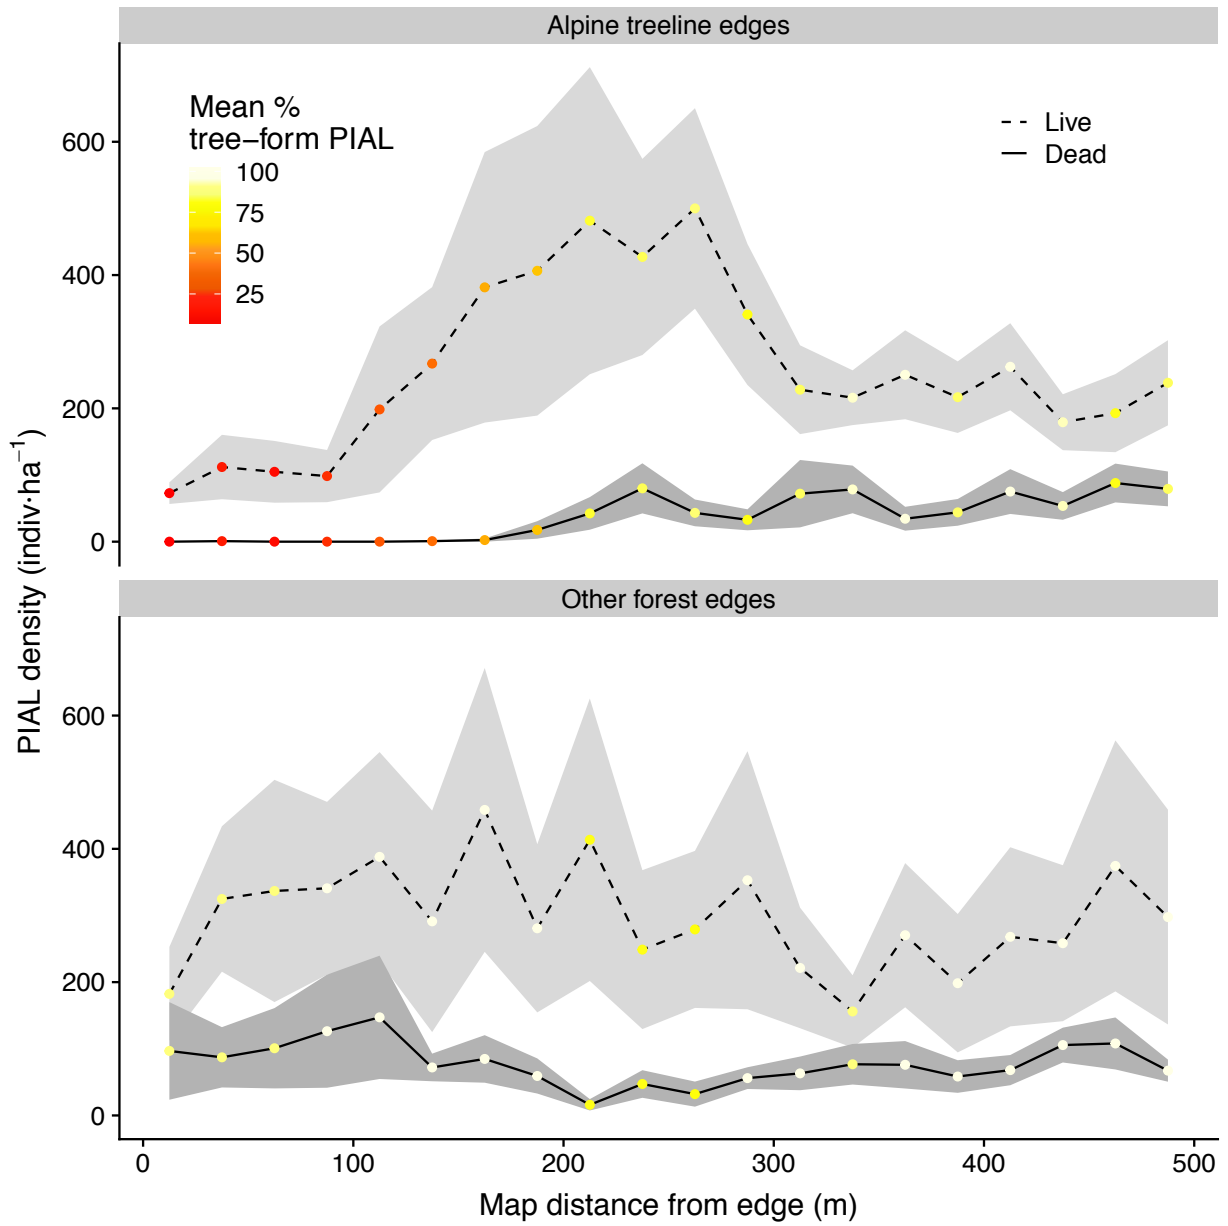 Alpine treeline edges
Mean %
tree−form PIAL
100
75
50
25
Live
Dead
600
400
200
0
PIAL density (indiv·ha⁻¹)
Other forest edges
600
400
200
0
0 100 200 300 400 500
Map distance from edge (m)